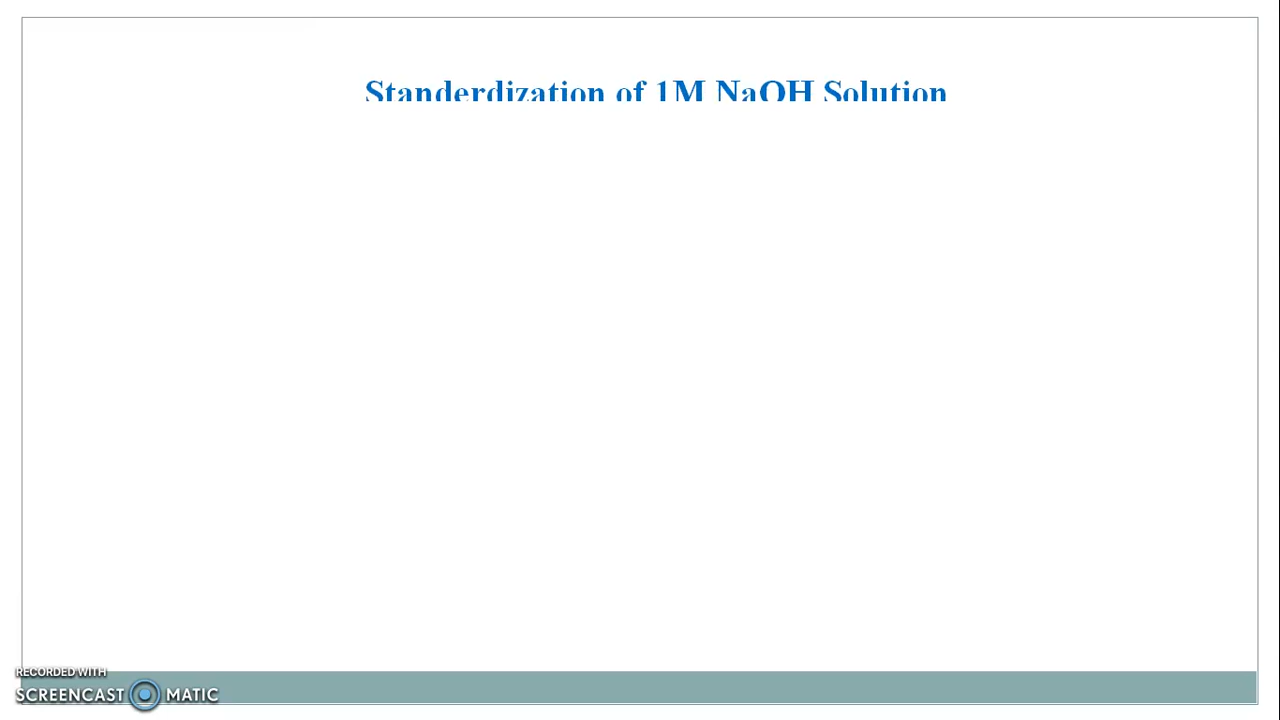 Standerdization of 1M NaOH Solution
RECORDED WITH
SCREENCAST MATIC